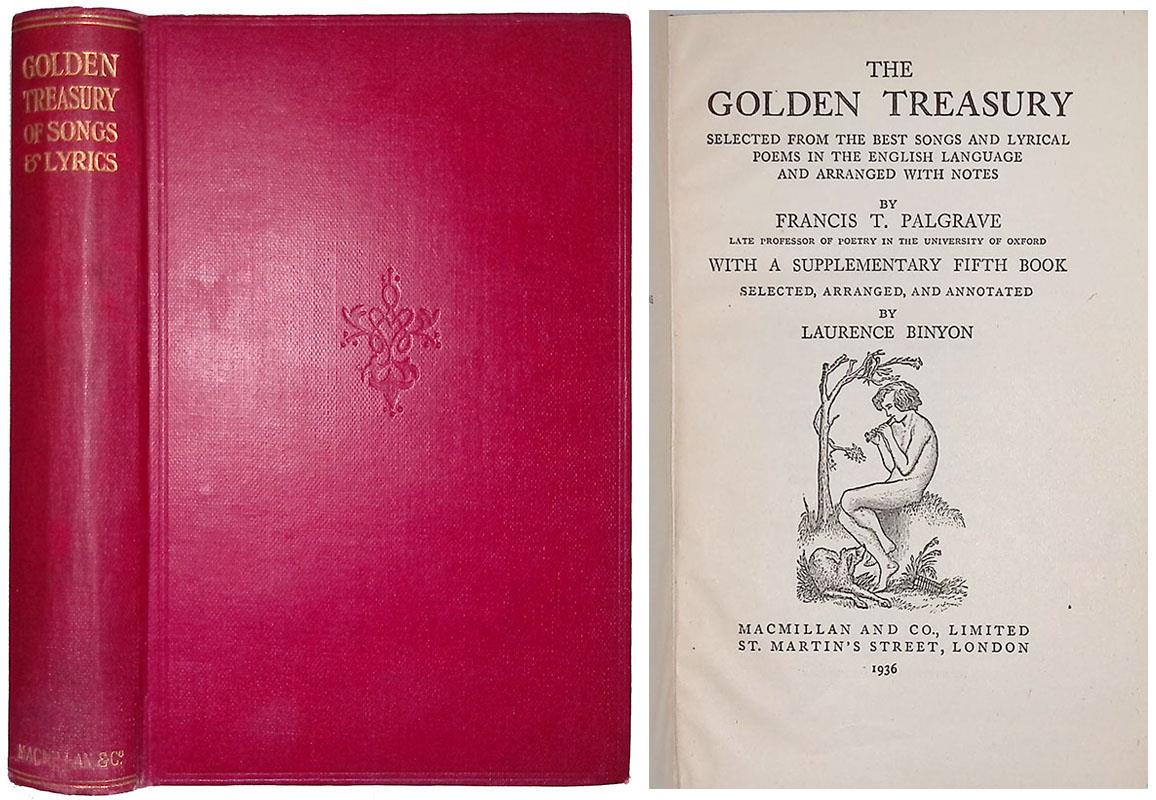 GOLDEN
TREASURY
OF SONGS
& LYRICS
MACMILLAN & Co
THE
GOLDEN TREASURY
SELECTED FROM THE BEST SONGS AND LYRICAL
POEMS IN THE ENGLISH LANGUAGE
AND ARRANGED WITH NOTES
BY
FRANCIS T. PALGRAVE
LATE PROFESSOR OF POETRY IN THE UNIVERSITY OF OXFORD
WITH A SUPPLEMENTARY FIFTH BOOK
SELECTED, ARRANGED, AND ANNOTATED
BY
LAURENCE BINYON
MACMILLAN AND CO., LIMITED
ST. MARTIN'S STREET, LONDON
1936